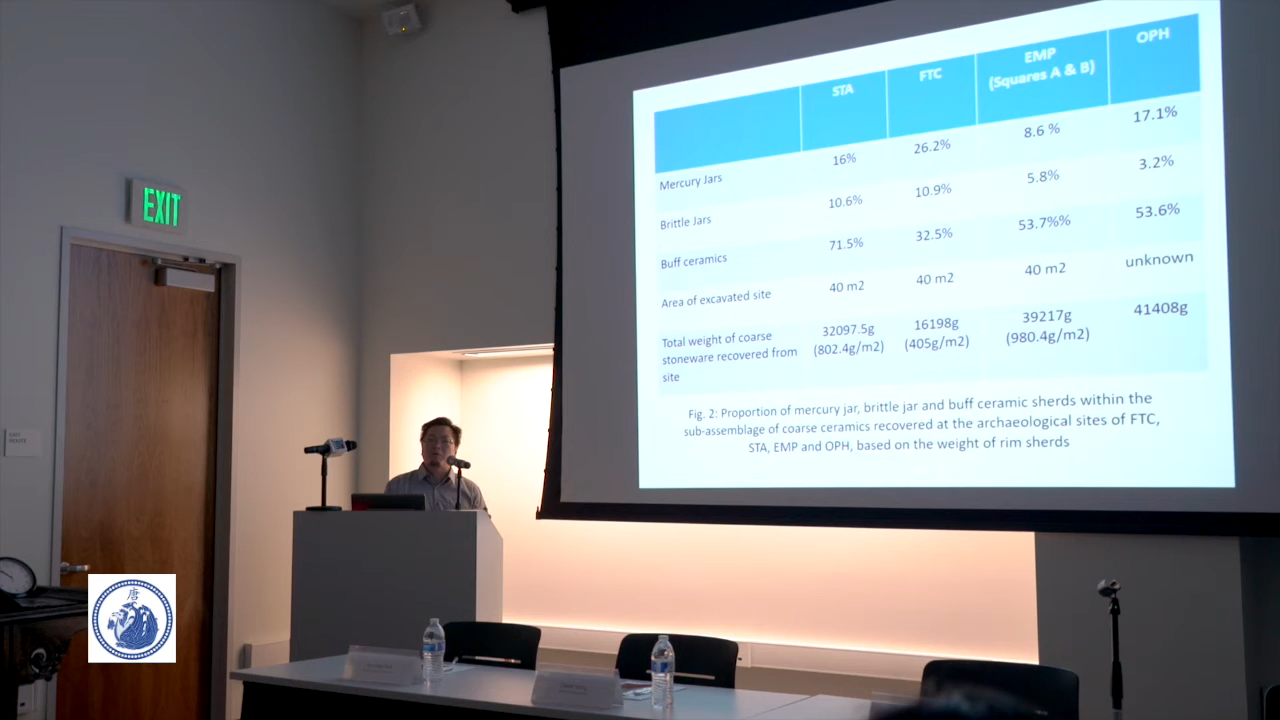 STA FTC EMP OPH
(Squares A & B)
Mercury Jars 16% 26.2% 8.6 % 17.1%
Brittle Jars 10.6% 10.9% 5.8% 3.2%
Buff ceramics 71.5% 32.5% 53.7%% 53.6%
Area of excavated site 40 m2 40 m2 40 m2 unknown
Total weight of coarse 32097.5g 16198g 39217g 41408g
stoneware recovered from (802.4g/m2) (405g/m2) (980.4g/m2)
site
Fig. 2: Proportion of mercury jar, brittle jar and buff ceramic sherds within the
sub-assemblage of coarse ceramics recovered at the archaeological sites of FTC,
STA, EMP and OPH, based on the weight of rim sherds
EXIT
EXIT
ROUTE
唐